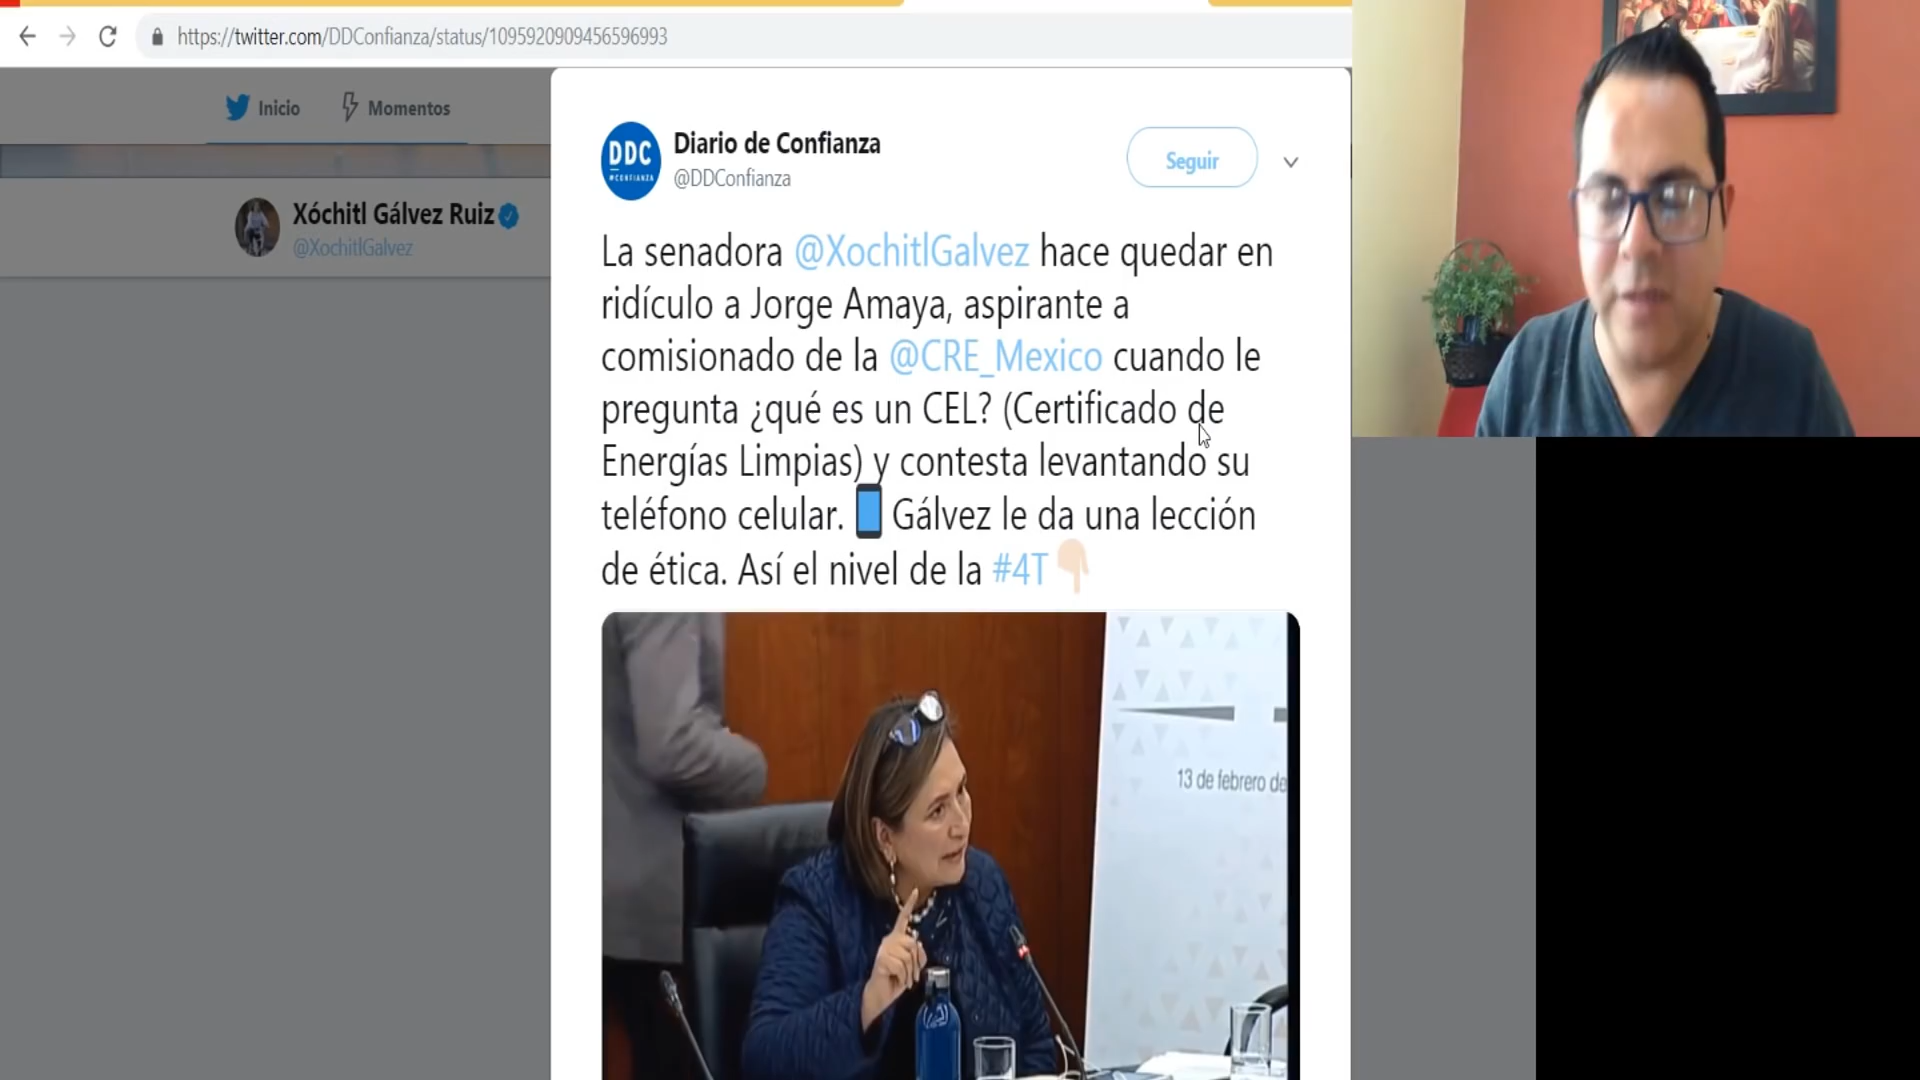 https://twitter.com/DDConfianza/status/1095920909456596993
Inicio
Momentos
Xóchitl Gálvez Ruiz
@XochitlGalvez
DDC
#CONFIANZA
Diario de Confianza
@DDConfianza
Seguir
La senadora @XochitlGalvez hace quedar en
ridículo a Jorge Amaya, aspirante a
comisionado de la @CRE_Mexico cuando le
pregunta ¿qué es un CEL? (Certificado de
Energías Limpias) y contesta levantando su
teléfono celular. Gálvez le da una lección
de ética. Así el nivel de la #4T
13 de febrero de